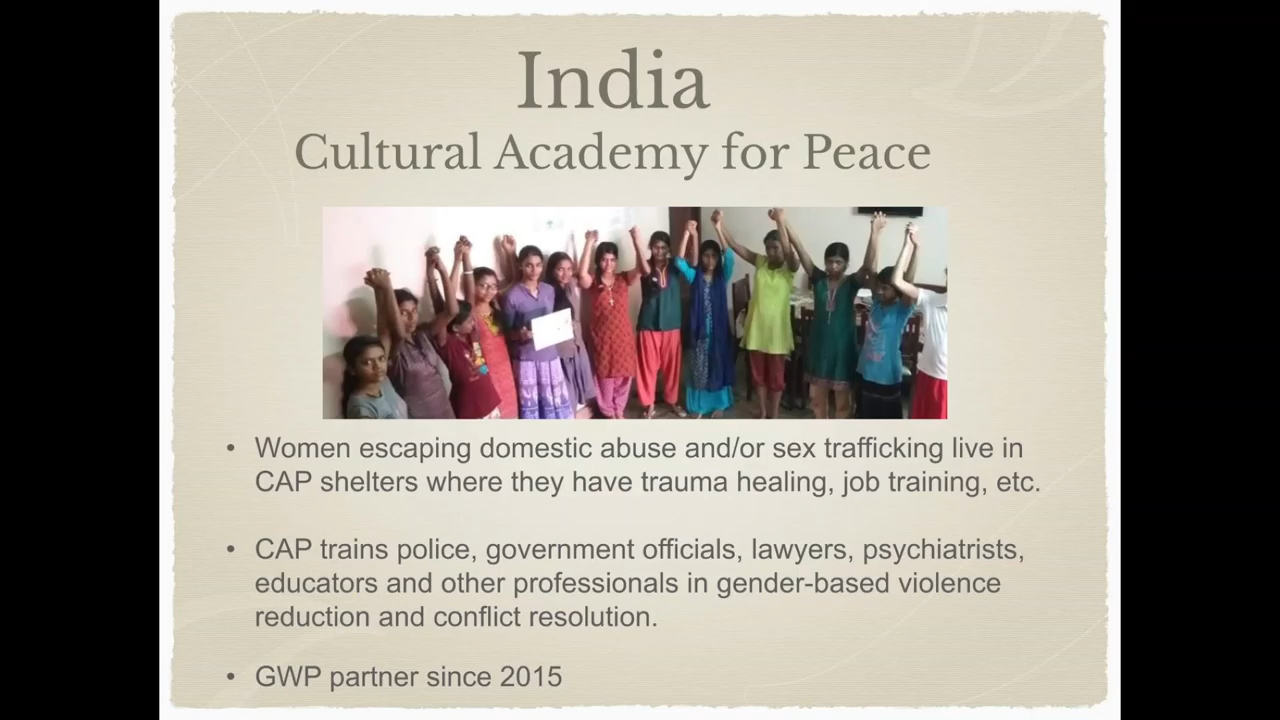 India
Cultural Academy for Peace
• Women escaping domestic abuse and/or sex trafficking live in
CAP shelters where they have trauma healing, job training, etc.
• CAP trains police, government officials, lawyers, psychiatrists,
educators and other professionals in gender-based violence
reduction and conflict resolution.
• GWP partner since 2015